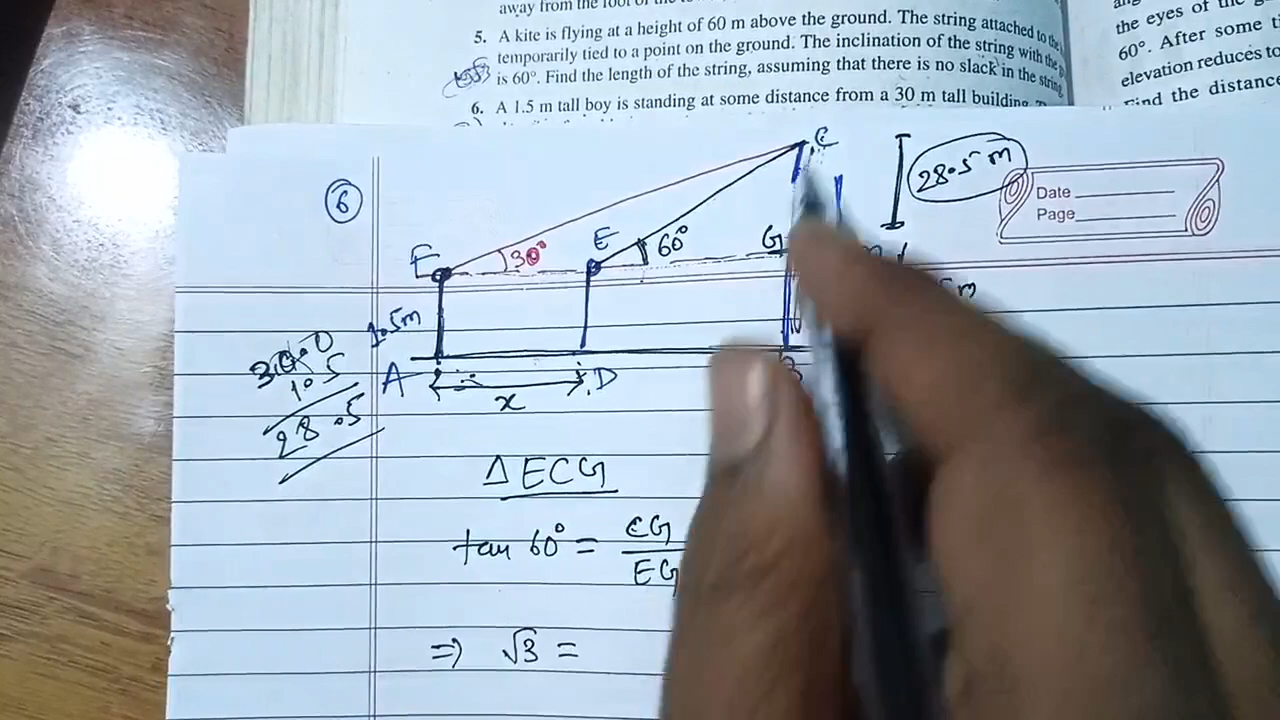 away from the foot of the
5. A kite is flying at a height of 60 m above the ground. The string attached to the
temporarily tied to a point on the ground. The inclination of the string with the
is 60°. Find the length of the string, assuming that there is no slack in the string
6. A 1.5 m tall boy is standing at some distance from a 30 m tall building.
the eyes of the
60°. After some
elevation reduces to
Find the distance
6
C
28.5 m
Date
Page
F
30°
E
60°
G
1.5m
m
A
D
x
30.0
1.5
28.5
Δ ECG
tan 60° = CG
EG
⇒ √3 =